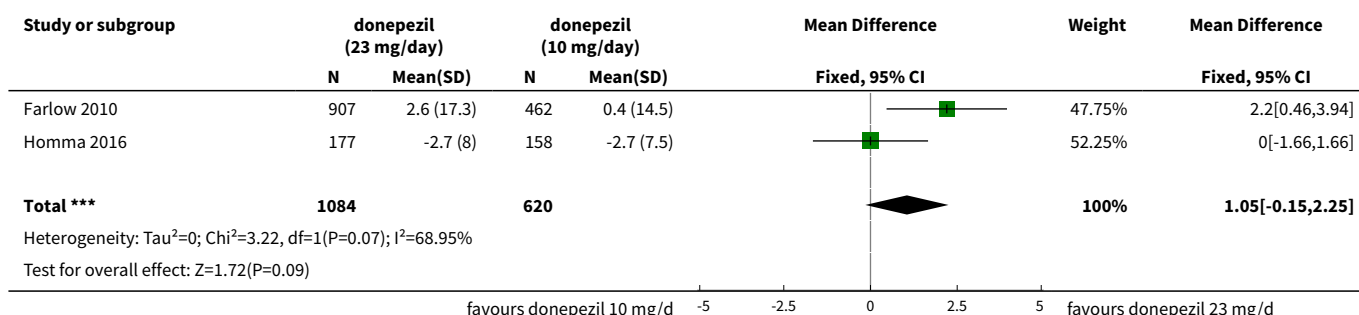 Study or subgroup donepezil (23 mg/day) donepezil (10 mg/day) Mean Difference Weight Mean Difference
N Mean(SD) N Mean(SD) Fixed, 95% CI Fixed, 95% CI
Farlow 2010 907 2.6 (17.3) 462 0.4 (14.5) 47.75% 2.2[0.46,3.94]
Homma 2016 177 -2.7 (8) 158 -2.7 (7.5) 52.25% 0[-1.66,1.66]
Total *** 1084 620 100% 1.05[-0.15,2.25]
Heterogeneity: Tau²=0; Chi²=3.22, df=1(P=0.07); I²=68.95%
Test for overall effect: Z=1.72(P=0.09)
favours donepezil 10 mg/d -5 -2.5 0 2.5 5 favours donepezil 23 mg/d